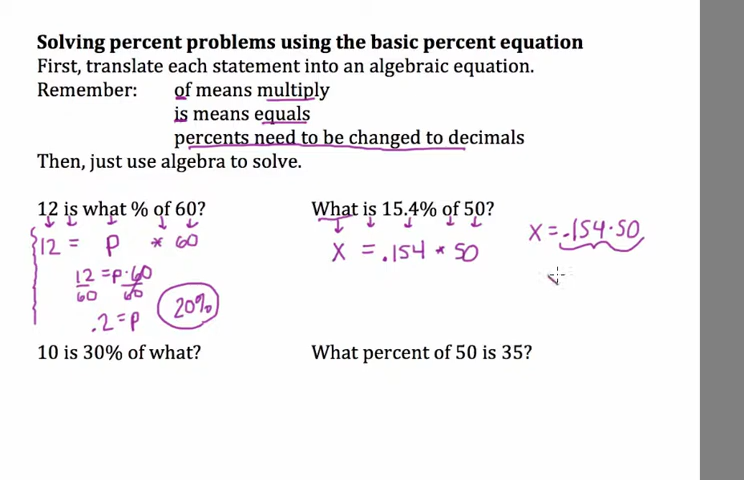 Solving percent problems using the basic percent equation
First, translate each statement into an algebraic equation.
Remember: of means multiply
is means equals
percents need to be changed to decimals
Then, just use algebra to solve.
12 is what % of 60?
12 = P * 60
12 = P · 60
60 60
.2 = P 20%
What is 15.4% of 50?
X = .154 * 50
X = .154 · 50
10 is 30% of what?
What percent of 50 is 35?